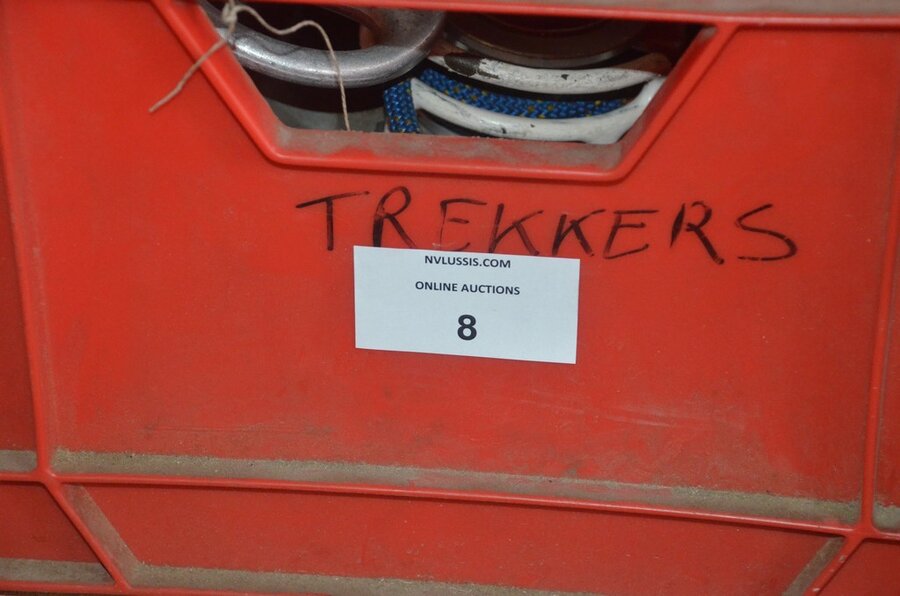 TREKKERS
NVLUSSIS.COM
ONLINE AUCTIONS
8